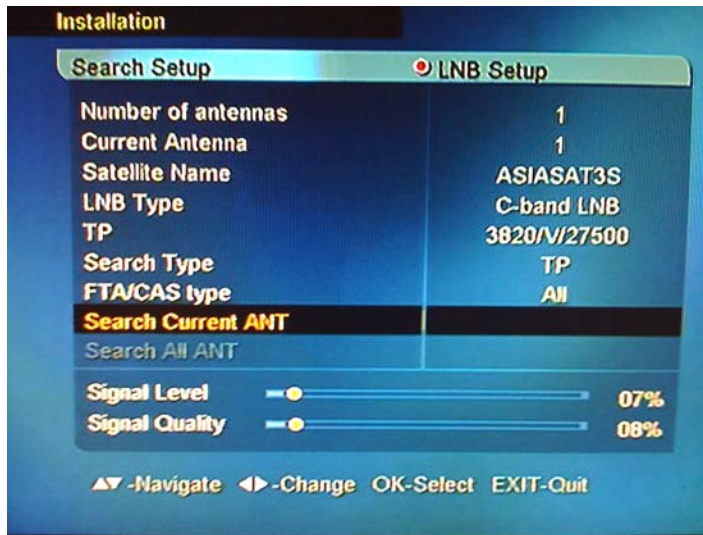 Installation
Search Setup LNB Setup
Number of antennas 1
Current Antenna 1
Satellite Name ASIASAT3S
LNB Type C-band LNB
TP 3820/V/27500
Search Type TP
FTA/CAS type All
Search Current ANT
Search All ANT
Signal Level 07%
Signal Quality 08%
▲▼ -Navigate ◀▶ -Change OK-Select EXIT-Quit